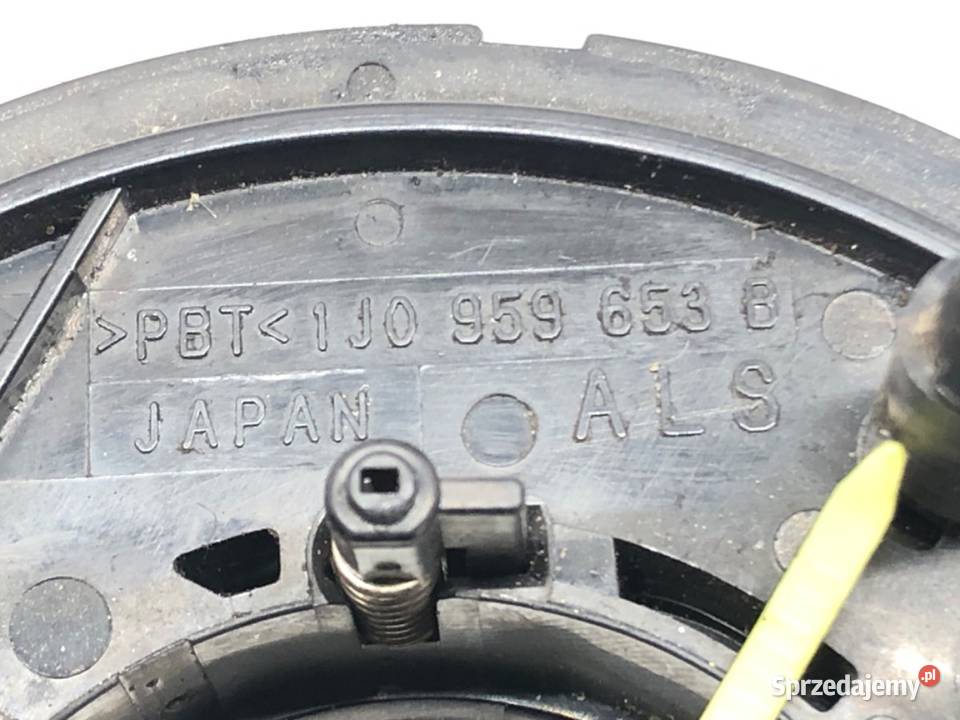 >PBT< 1J0 959 653 B
JAPAN ALS
Sprzedajemy.pl